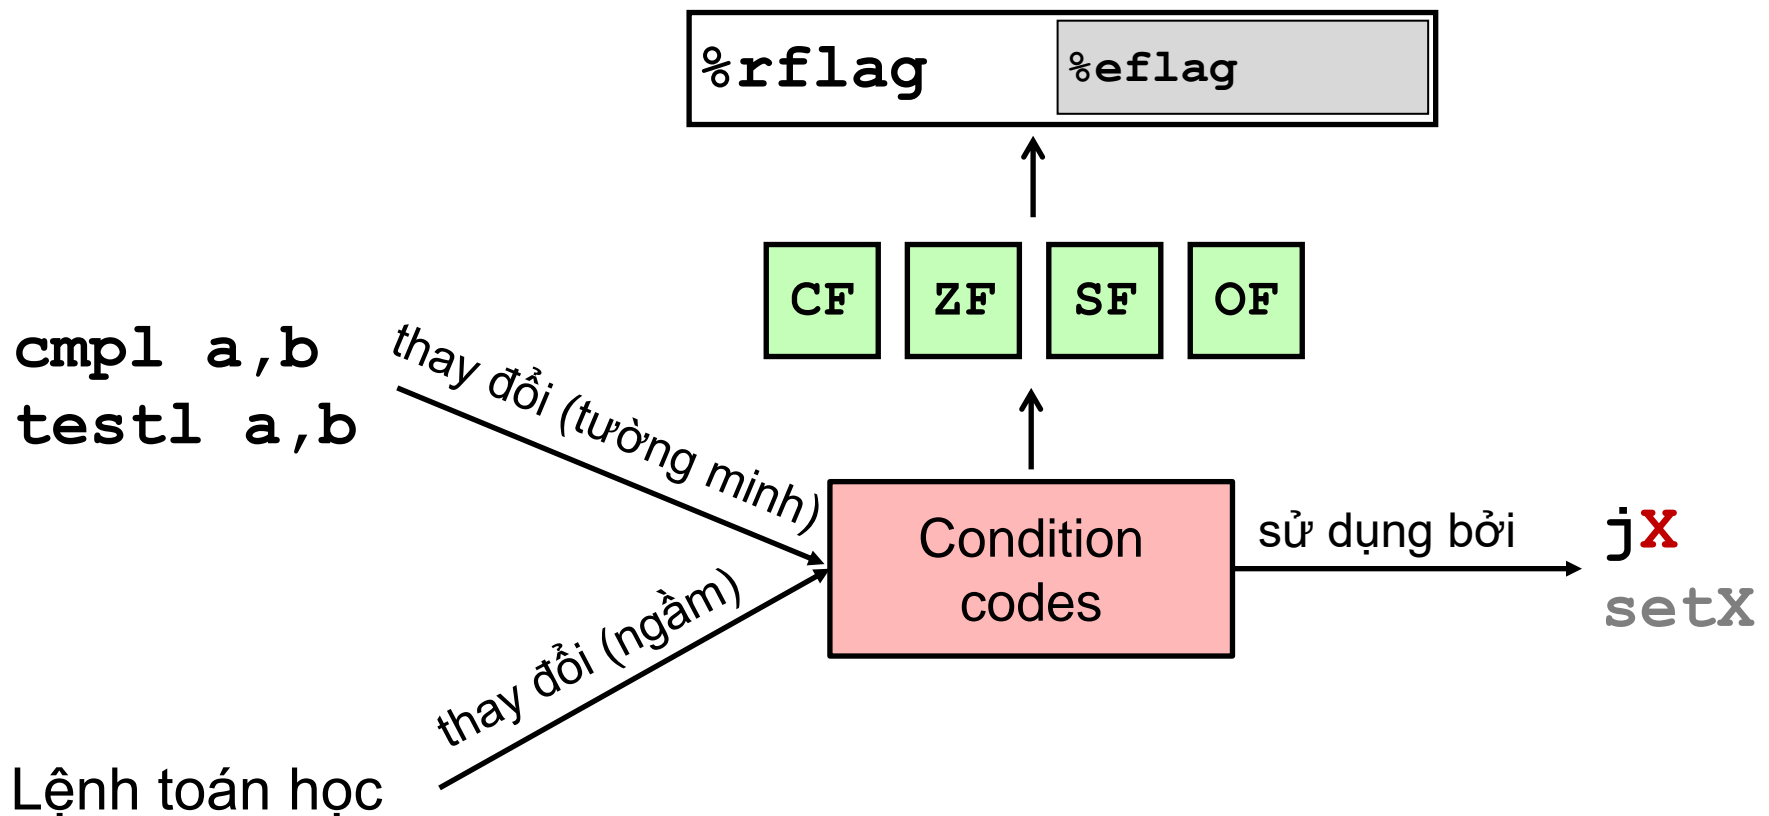 %rflag
%eflag
CF ZF SF OF
cmpl a,b
testl a,b
thay đổi (tường minh)
Condition
codes
sử dụng bởi
jX
setX
thay đổi (ngầm)
Lệnh toán học